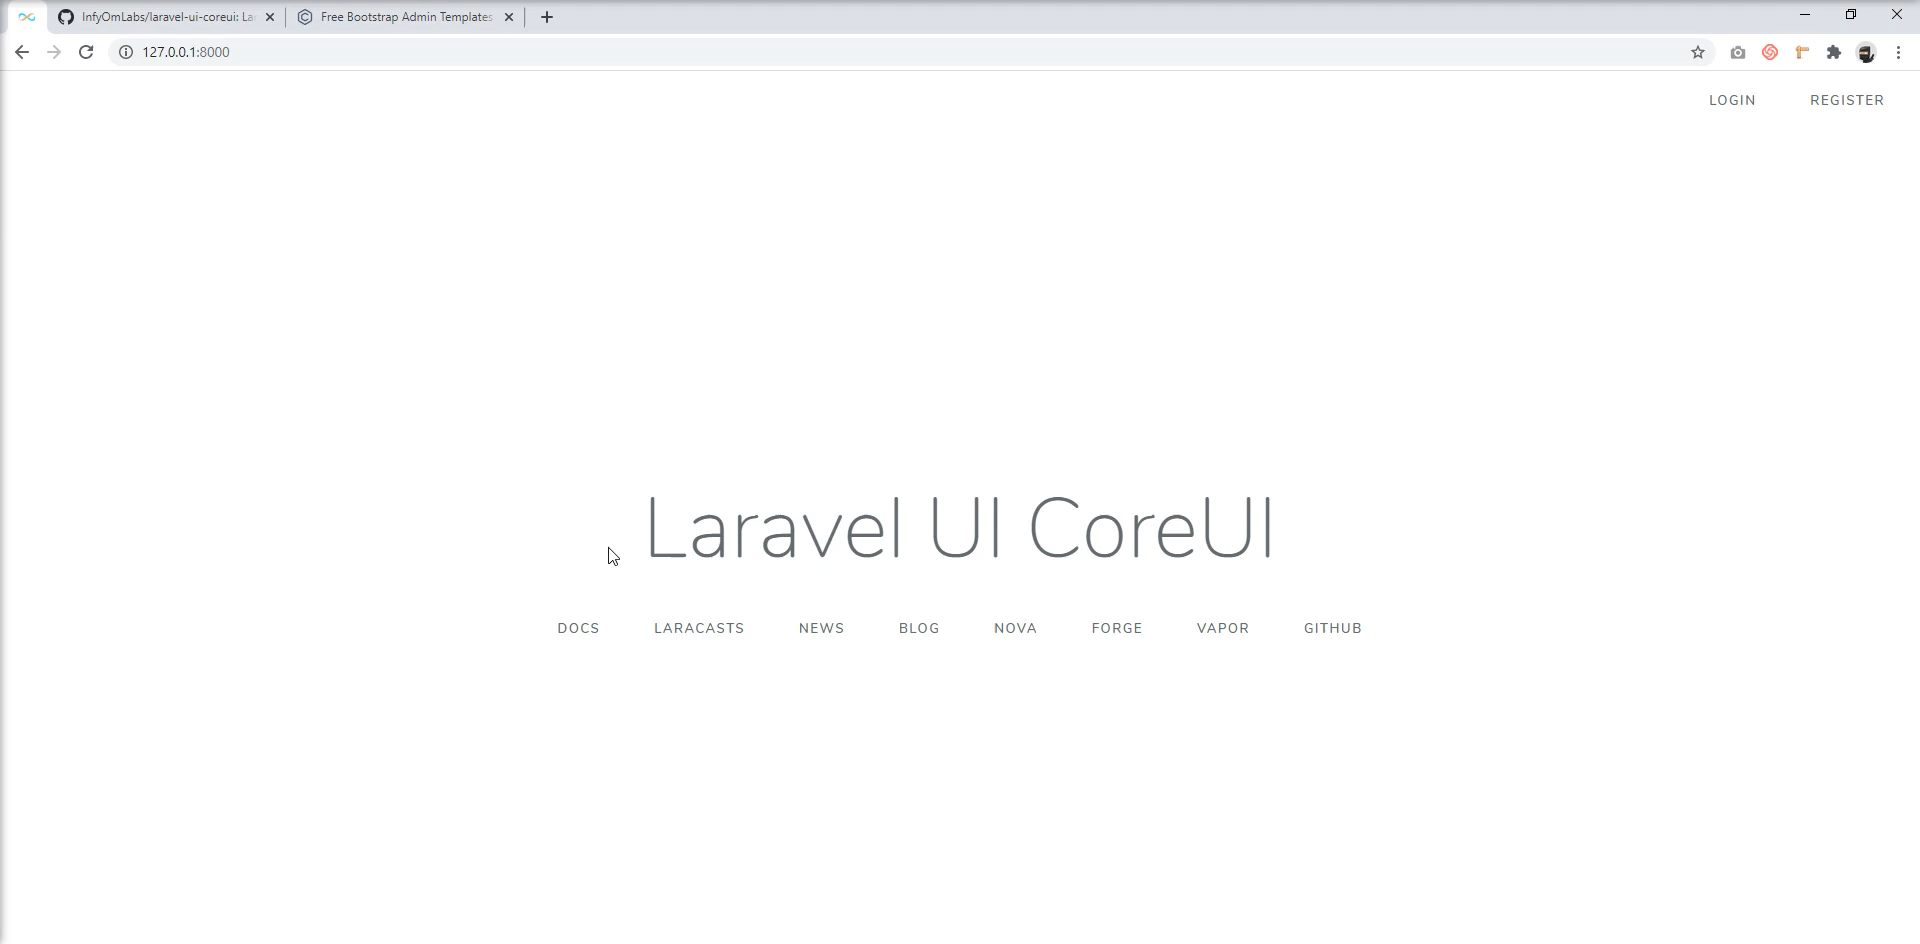 InfyOmLabs/laravel-ui-coreui: La
Free Bootstrap Admin Templates
127.0.0.1:8000
LOGIN REGISTER
Laravel UI CoreUI
DOCS LARACASTS NEWS BLOG NOVA FORGE VAPOR GITHUB